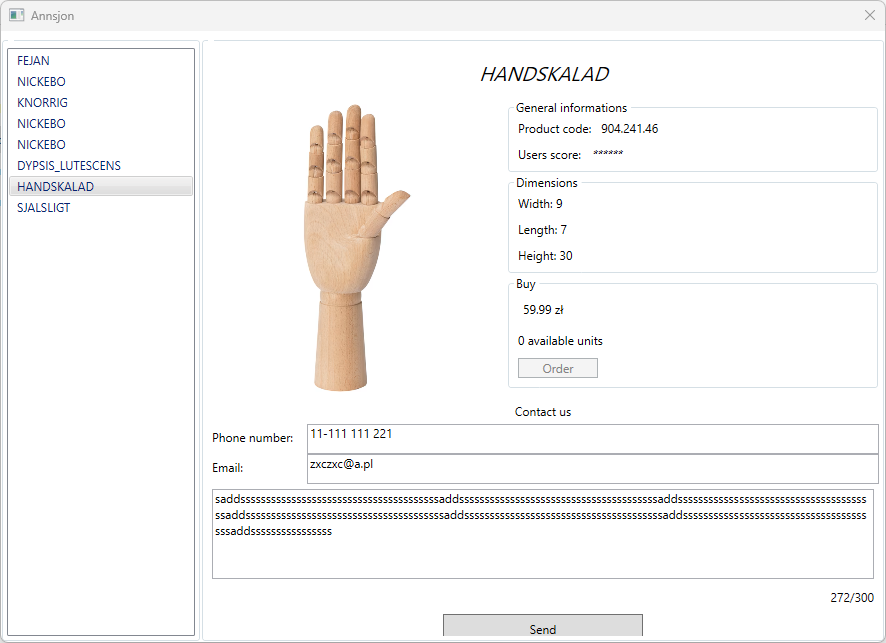 Annsjon
FEJAN
NICKEBO
KNORRIG
NICKEBO
NICKEBO
DYPSIS_LUTESCENS
HANDSKALAD
SJALSLIGT
HANDSKALAD
General informations
Product code: 904.241.46
Users score: ******
Dimensions
Width: 9
Length: 7
Height: 30
Buy
59.99 zł
0 available units
Order
Contact us
Phone number: 11-111 111 221
Email: zxczxc@a.pl
272/300
Send